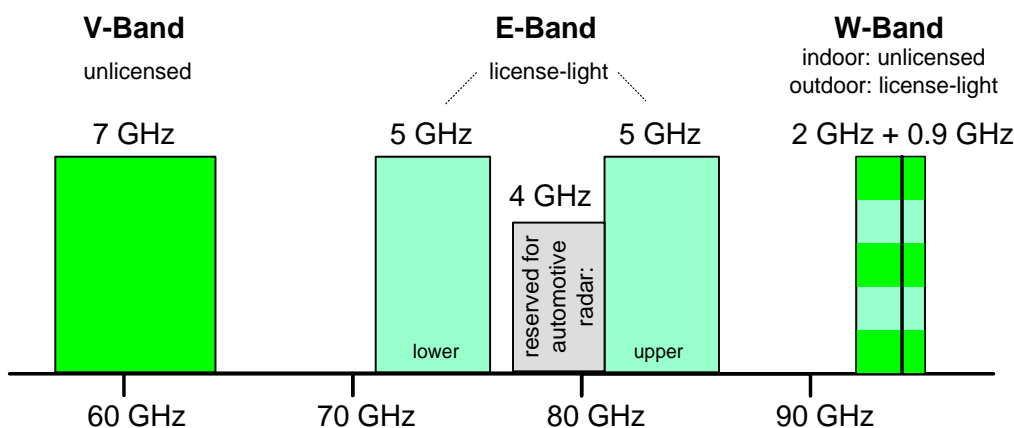 V-Band
unlicensed
7 GHz
E-Band
license-light
5 GHz
5 GHz
4 GHz
reserved for
automotive
radar:
lower
upper
W-Band
indoor: unlicensed
outdoor: license-light
2 GHz + 0.9 GHz
60 GHz
70 GHz
80 GHz
90 GHz